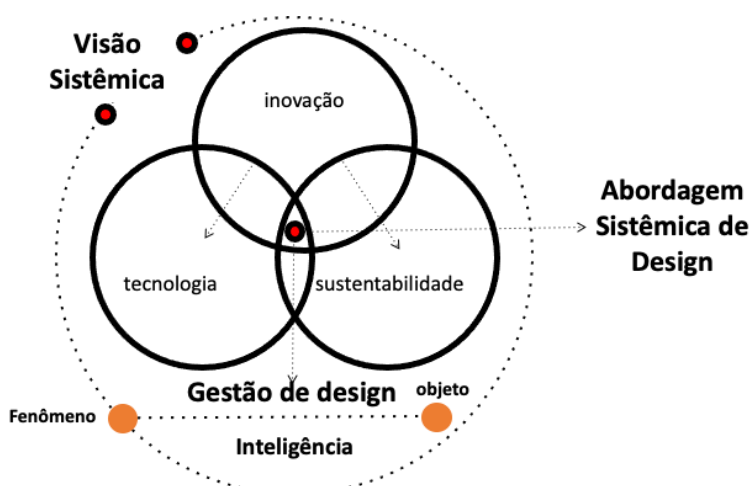 Visão
Sistêmica
inovação
Abordagem
Sistêmica de
Design
tecnologia
sustentabilidade
Gestão de design
objeto
Fenômeno
Inteligência